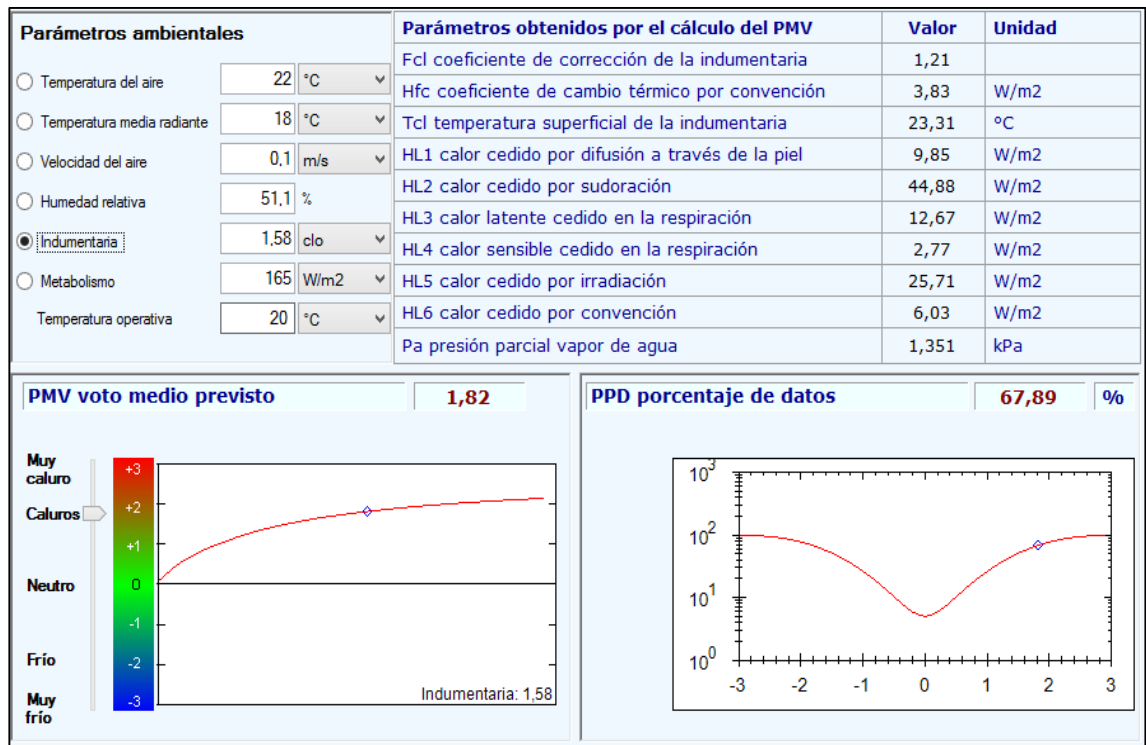 Parámetros ambientales
Temperatura del aire 22 °C
Temperatura media radiante 18 °C
Velocidad del aire 0,1 m/s
Humedad relativa 51,1 %
Indumentaria 1,58 clo
Metabolismo 165 W/m2
Temperatura operativa 20 °C
Parámetros obtenidos por el cálculo del PMV Valor Unidad
Fcl coeficiente de corrección de la indumentaria 1,21
Hfc coeficiente de cambio térmico por convención 3,83 W/m2
Tcl temperatura superficial de la indumentaria 23,31 °C
HL1 calor cedido por difusión a través de la piel 9,85 W/m2
HL2 calor cedido por sudoración 44,88 W/m2
HL3 calor latente cedido en la respiración 12,67 W/m2
HL4 calor sensible cedido en la respiración 2,77 W/m2
HL5 calor cedido por irradiación 25,71 W/m2
HL6 calor cedido por convención 6,03 W/m2
Pa presión parcial vapor de agua 1,351 kPa
PMV voto medio previsto 1,82
Muy
caluro
Caluros
Neutro
Frío
Muy
frío
+3
+2
+1
0
-1
-2
-3
Indumentaria: 1,58
PPD porcentaje de datos 67,89 %
10³
10²
10¹
10⁰
-3 -2 -1 0 1 2 3